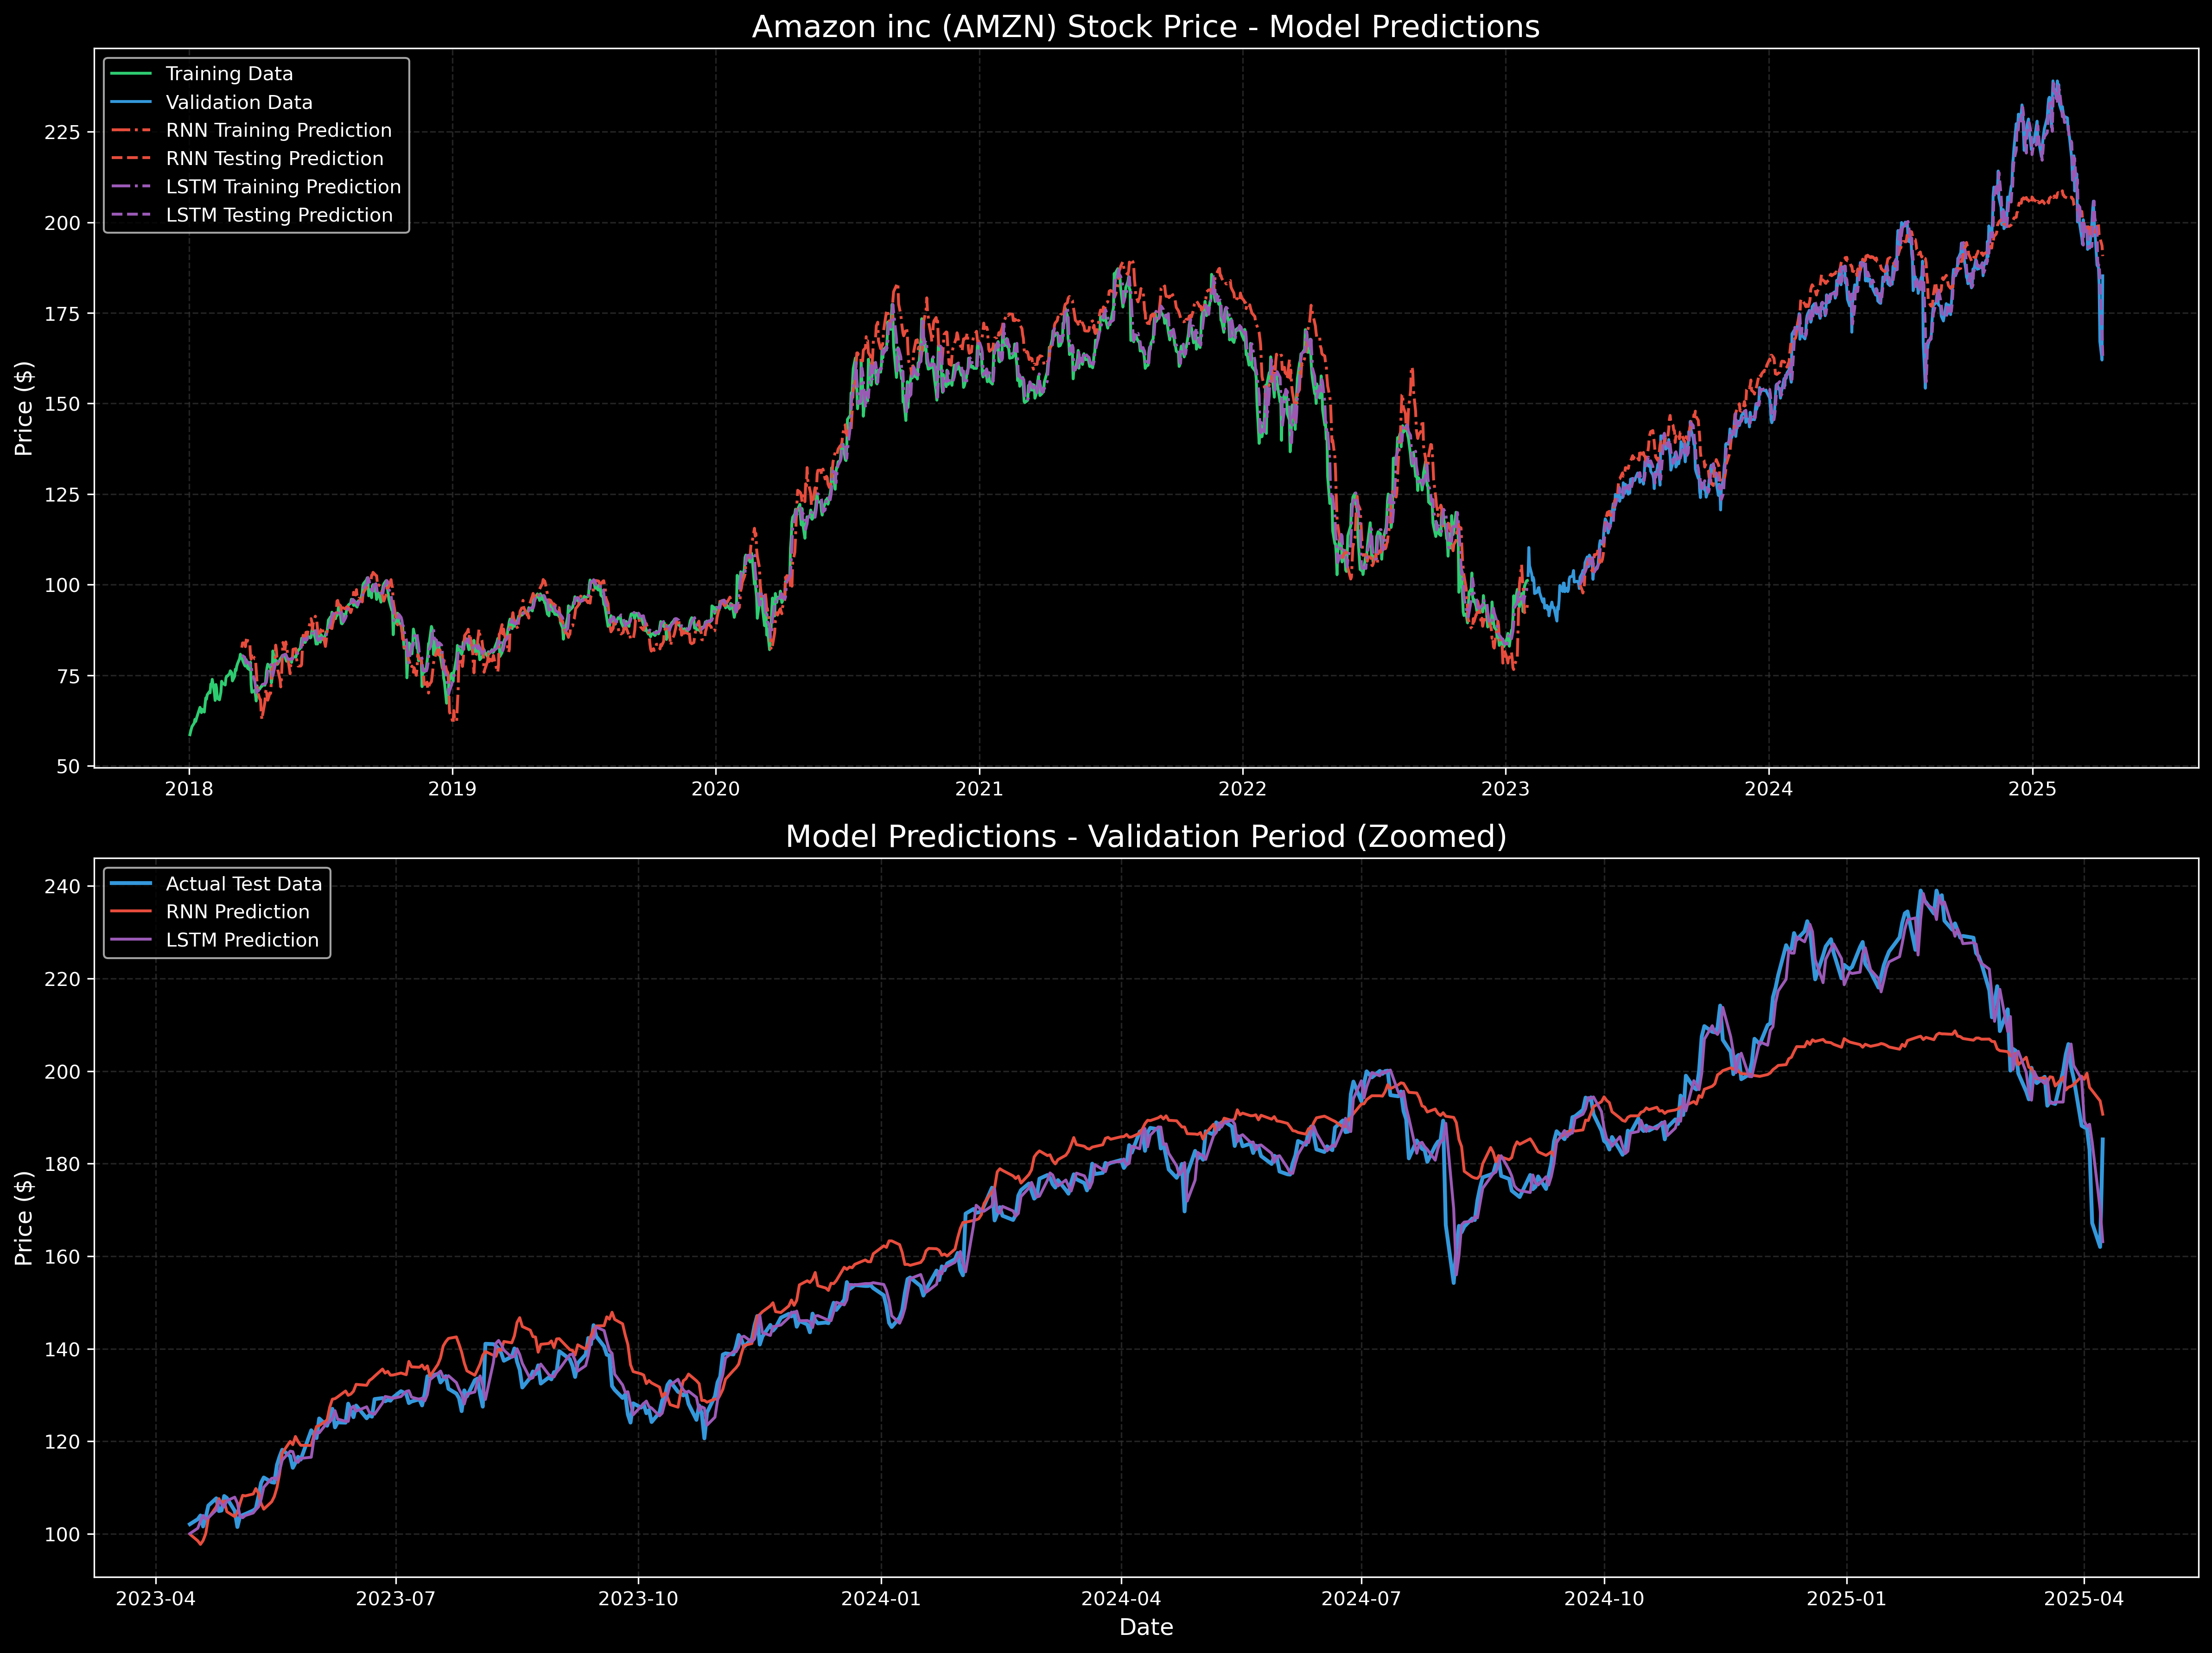 Amazon inc (AMZN) Stock Price - Model Predictions
Training Data
Validation Data
RNN Training Prediction
RNN Testing Prediction
LSTM Training Prediction
LSTM Testing Prediction
Price ($)
225
200
175
150
125
100
75
50
2018
2019
2020
2021
2022
2023
2024
2025
Model Predictions - Validation Period (Zoomed)
Actual Test Data
RNN Prediction
LSTM Prediction
Price ($)
240
220
200
180
160
140
120
100
2023-04
2023-07
2023-10
2024-01
2024-04
2024-07
2024-10
2025-01
2025-04
Date